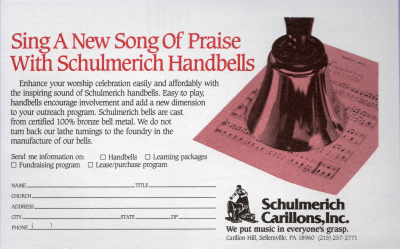 Sing A New Song Of Praise
With Schulmerich Handbells
Enhance your worship celebration easily and affordably with
the inspiring sound of Schulmerich handbells. Easy to play,
handbells encourage involvement and add a new dimension
to your outreach program. Schulmerich bells are cast
from certified 100% bronze bell metal. We do not
turn back our lathe turnings to the foundry in the
manufacture of our bells.
Send me information on: ☐ Handbells ☐ Learning packages
☐ Fundraising program ☐ Lease/purchase program
NAME TITLE
CHURCH
ADDRESS
CITY STATE ZIP
PHONE ( )
Schulmerich
Carillons, Inc.
We put music in everyone's grasp.
Carillon Hill, Sellersville, PA 18960 (215) 257-2771